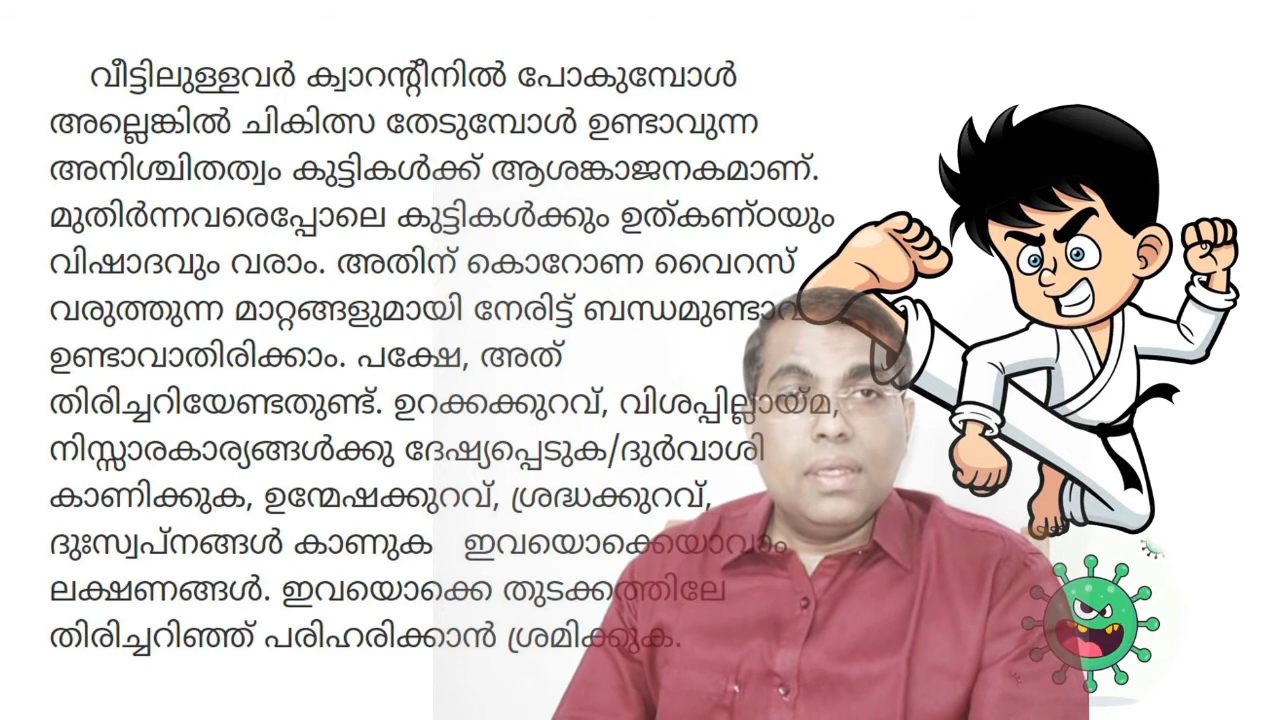 വീട്ടിലുള്ളവർ ക്വാറന്റീനിൽ പോകുമ്പോൾ
അല്ലെങ്കിൽ ചികിത്സ തേടുമ്പോൾ ഉണ്ടാവുന്ന
അനിശ്ചിതത്വം കുട്ടികൾക്ക് ആശങ്കാജനകമാണ്.
മുതിർന്നവരെപ്പോലെ കുട്ടികൾക്കും ഉത്കണ്ഠയും
വിഷാദവും വരാം. അതിന് കൊറോണ വൈറസ്
വരുത്തുന്ന മാറ്റങ്ങളുമായി നേരിട്ട്
ഉണ്ടാവാതിരിക്കാം. പക്ഷേ, അത്
തിരിച്ചറിയേണ്ടതുണ്ട്. ഉറക്കക്കുറവ്, വിശപ്പില്ലായ്മ,
നിസ്സാരകാര്യങ്ങൾക്കു ദേഷ്യപ്പെടുക/ദുർവാശി
കാണിക്കുക, ഉന്മേഷക്കുറവ്, ശ്രദ്ധക്കുറവ്,
ദുഃസ്വപ്നങ്ങൾ കാണുക ഇവയൊക്കെയാവാം
ലക്ഷണങ്ങൾ. ഇവയൊക്കെ തുടക്കത്തിലേ
തിരിച്ചറിഞ്ഞ് പരിഹരിക്കാൻ ശ്രമിക്കുക.